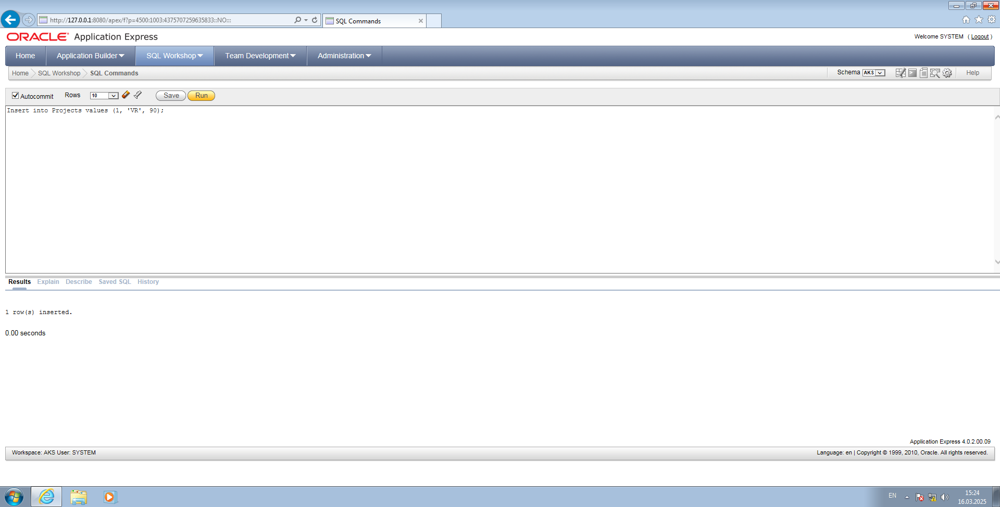 http://127.0.0.1:8080/apex/f?p=4500:1003:4375707259635833::NO:::
SQL Commands
ORACLE Application Express
Welcome SYSTEM ( Logout )
Home Application Builder SQL Workshop Team Development Administration
Home SQL Workshop SQL Commands
Schema AKS Help
Autocommit Rows 10 Save Run
Insert into Projects values (1, 'VR', 90);
Results Explain Describe Saved SQL History
1 row(s) inserted.
0.00 seconds
Application Express 4.0.2.00.09
Workspace: AKS User: SYSTEM
Language: en | Copyright © 1999, 2010, Oracle. All rights reserved.
EN
15:24
16.03.2025